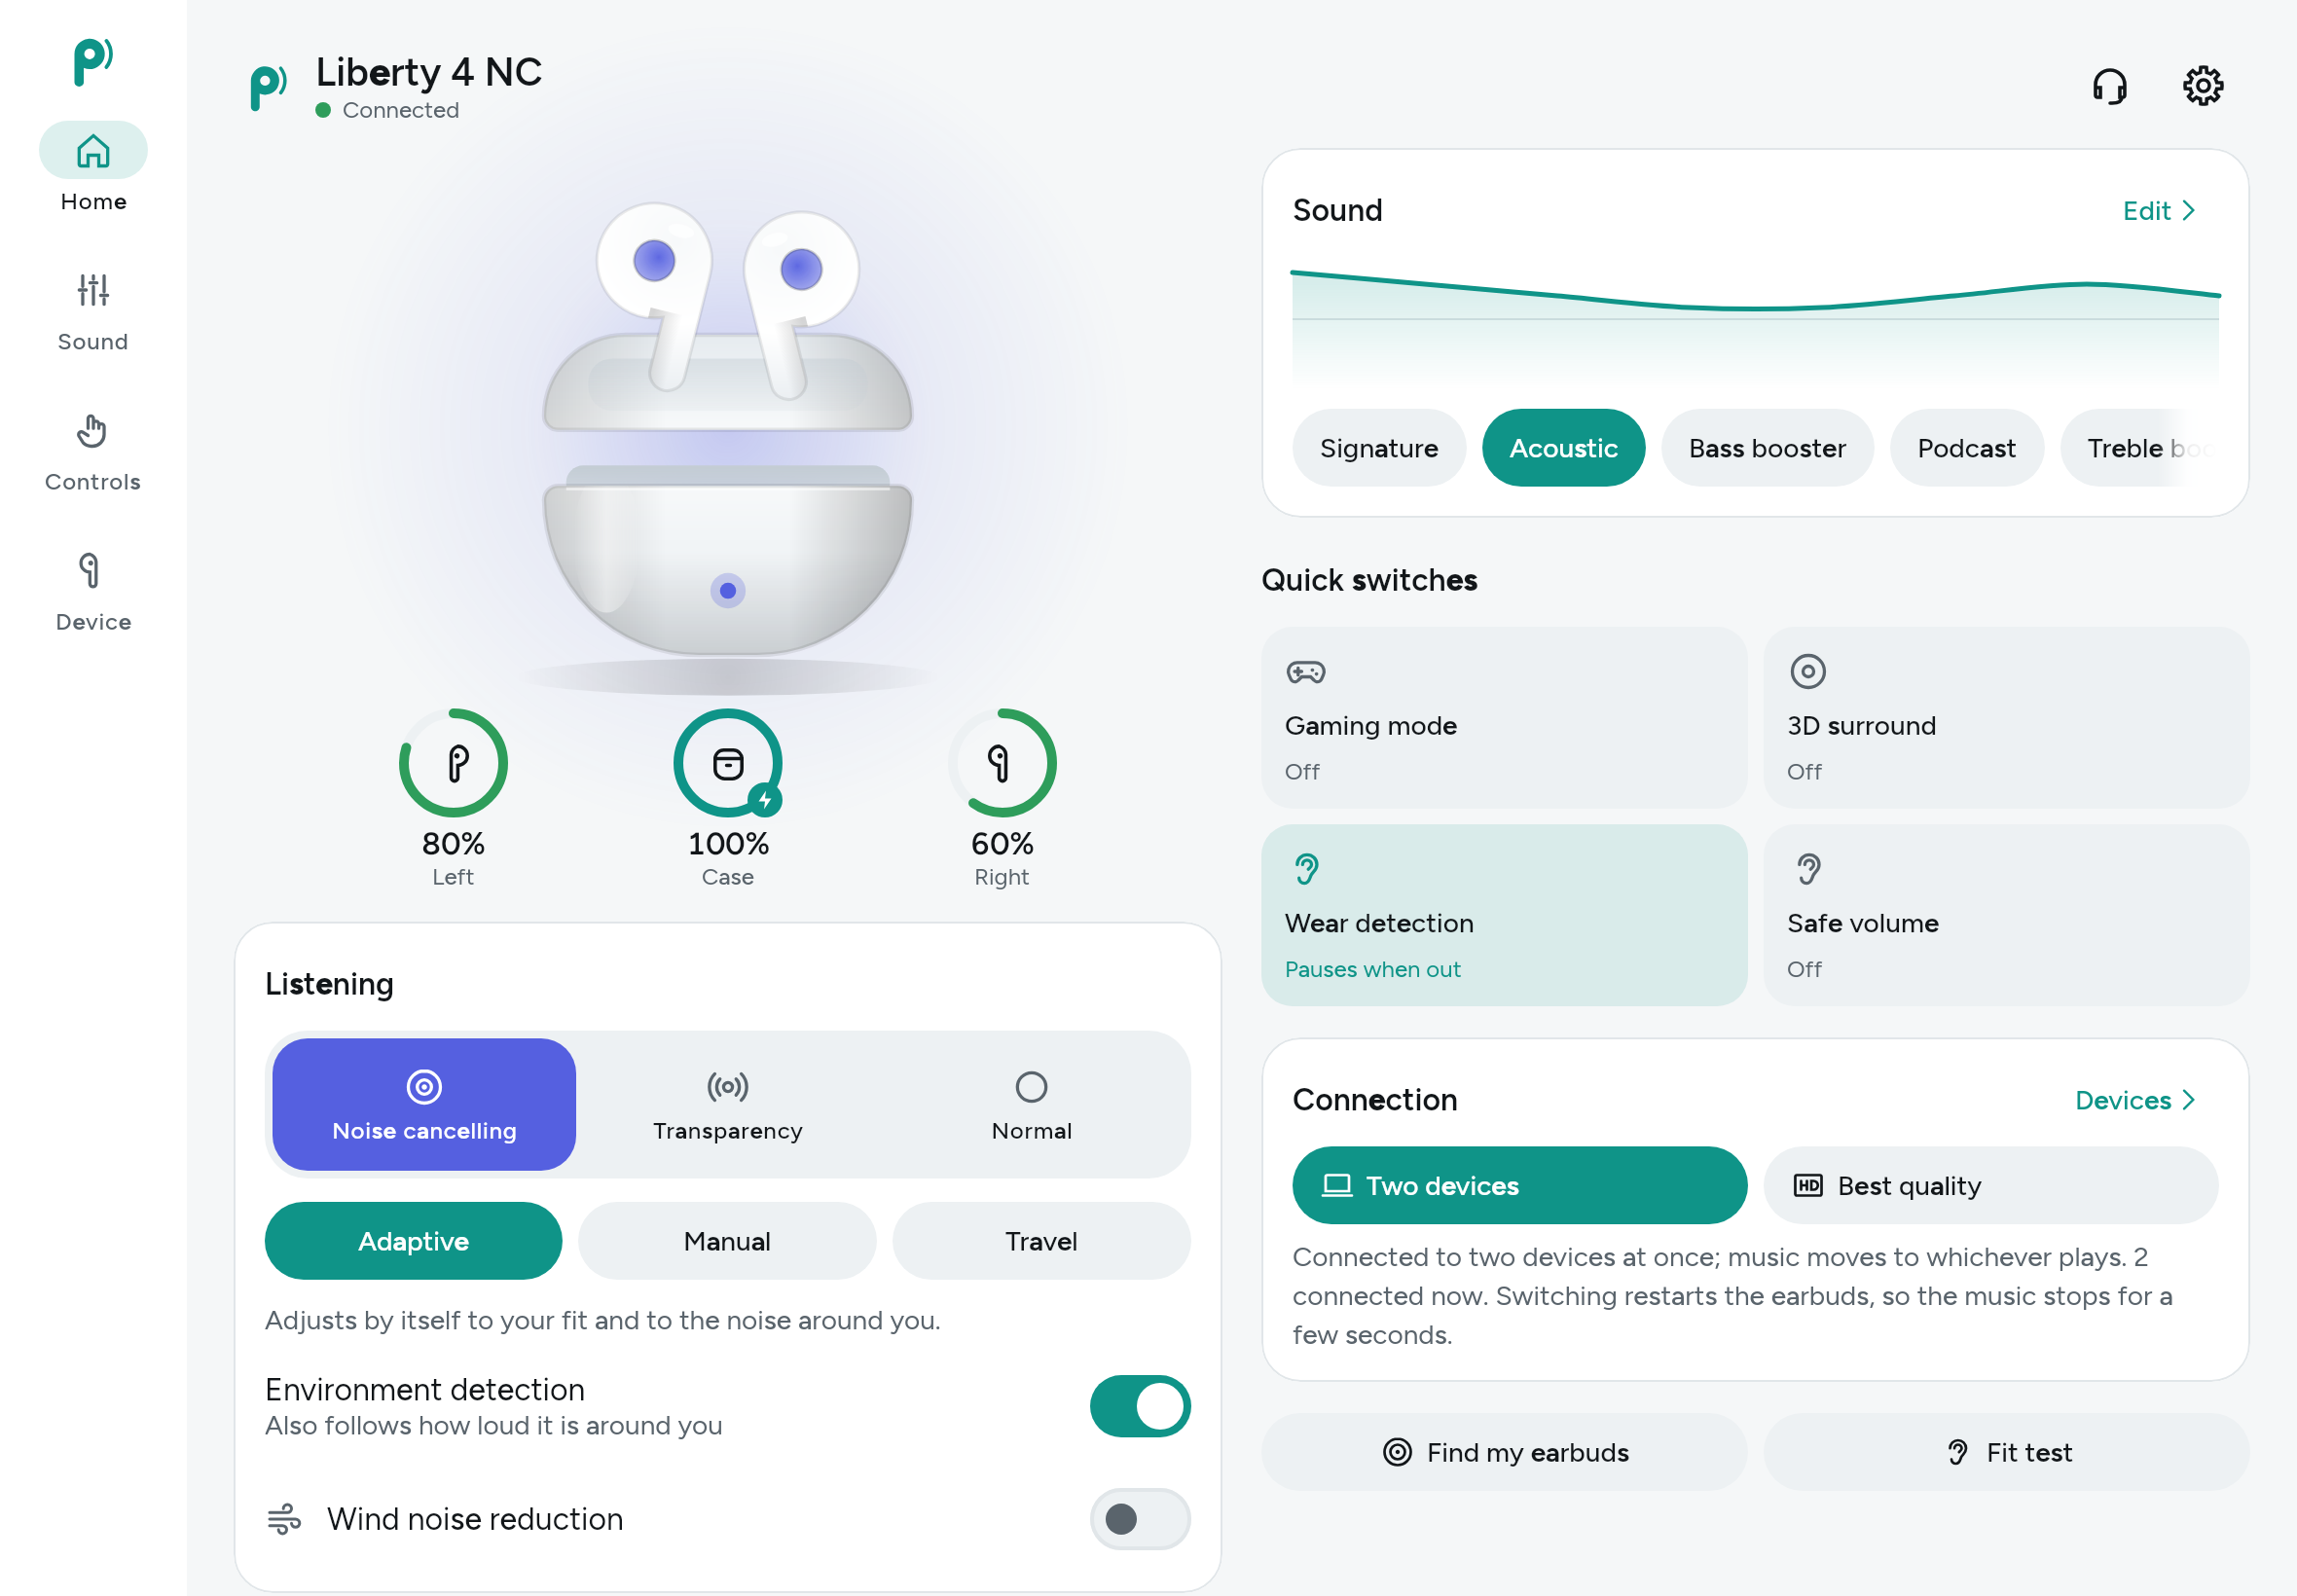 Home
Sound
Controls
Device
Liberty 4 NC
Connected
80%
Left
100%
Case
60%
Right
Listening
Noise cancelling
Transparency
Normal
Adaptive
Manual
Travel
Adjusts by itself to your fit and to the noise around you.
Environment detection
Also follows how loud it is around you
Wind noise reduction
Sound
Edit
Signature
Acoustic
Bass booster
Podcast
Treble
Quick switches
Gaming mode
Off
3D surround
Off
Wear detection
Pauses when out
Safe volume
Off
Connection
Devices
Two devices
HD
Best quality
Connected to two devices at once; music moves to whichever plays. 2
connected now. Switching restarts the earbuds, so the music stops for a
few seconds.
Find my earbuds
Fit test